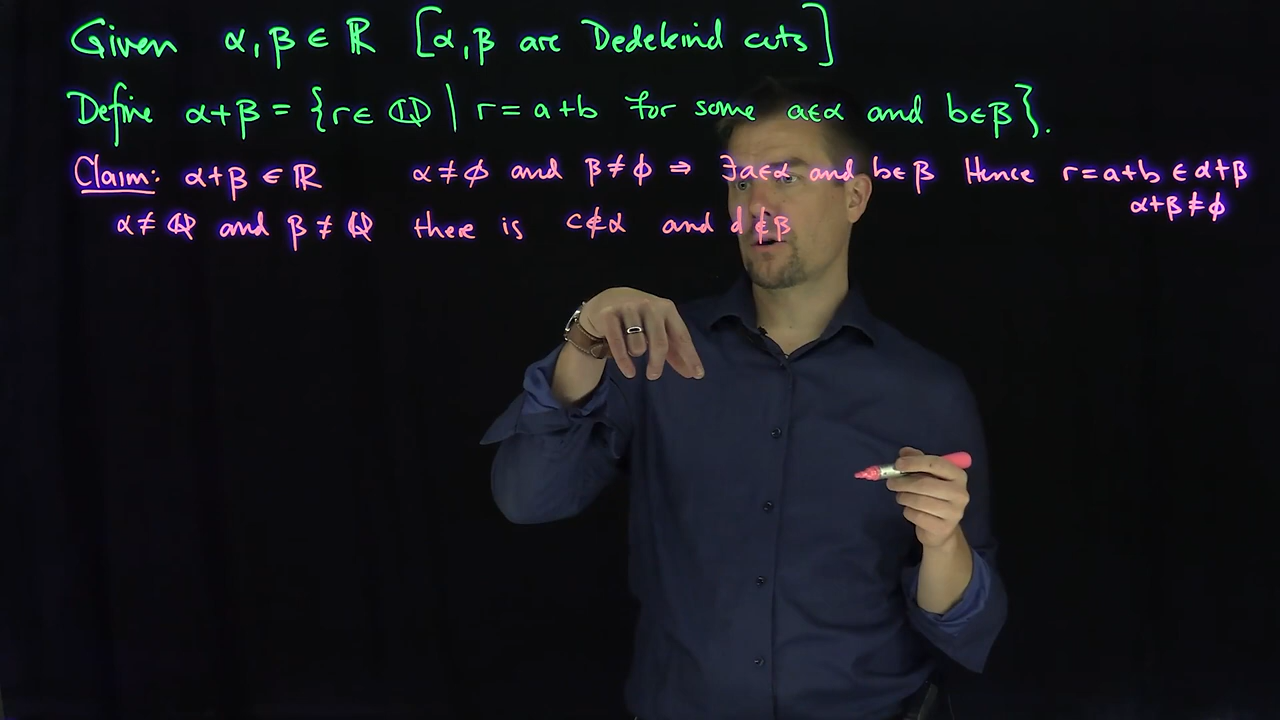 Given α, β ∈ ℝ [α, β are Dedekind cuts]
Define α+β = {r ∈ ℚ | r = a+b for some a∈α and b∈β}.
Claim: α+β ∈ ℝ α ≠ ∅ and β ≠ ∅ ⇒ ∃a∈α and b∈β Hence r=a+b ∈ α+β
α+β ≠ ∅
α ≠ ℚ and β ≠ ℚ there is c∉α and d∉β